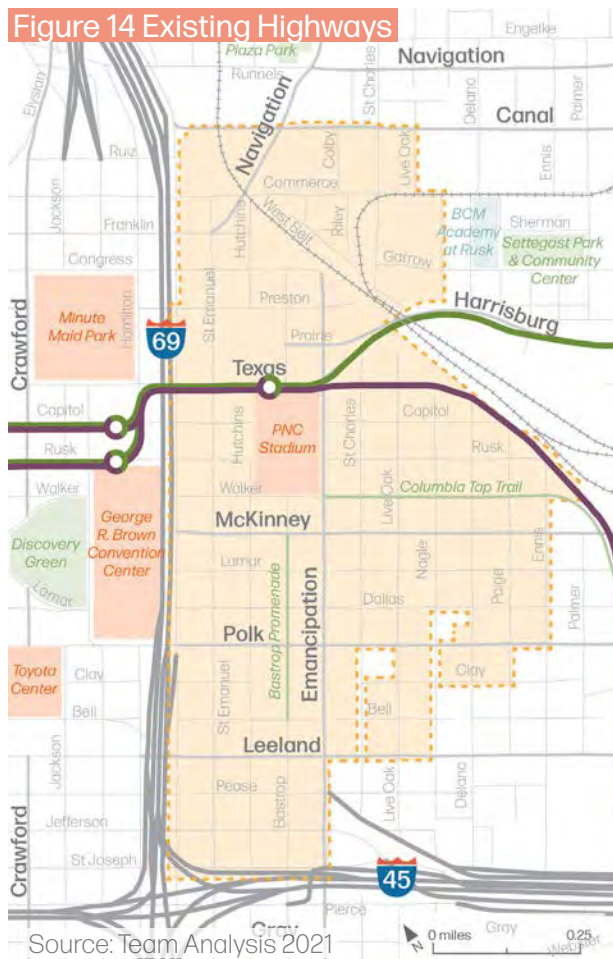 Figure 14 Existing Highways
Engelke
Plaza Park
Navigation
Runnels
St Charles
Elysian
Navigation
Delano
Palmer
Canal
Ruiz
Colby
Live Oak
Ennis
Commerce
Jackson
Hutchins
West Belt
Riley
BCM
Academy
at Rusk
Sherman
Settegast Park
& Community
Center
Franklin
Congress
Garrow
St Emanuel
Preston
Harrisburg
Crawford
Minute
Maid Park
Hamilton
69
Prairie
Texas
Capitol
Capitol
Hutchins
PNC
Stadium
St Charles
Rusk
Rusk
Walker
Walker
Live Oak
Columbia Tap Trail
McKinney
George
R. Brown
Convention
Center
Discovery
Green
Lamar
Lamar
Nagle
Ennis
Bastrop Promenade
Emancipation
Dallas
Paige
Palmer
Polk
Toyota
Center
Clay
Clay
St Emanuel
Bell
Bell
Leeland
Jackson
Pease
Bastrop
Live Oak
Delano
Jefferson
Crawford
St Joseph
45
Pierce
Gray
Gray
N
0 miles
0.25
Webster
Source: Team Analysis 2021